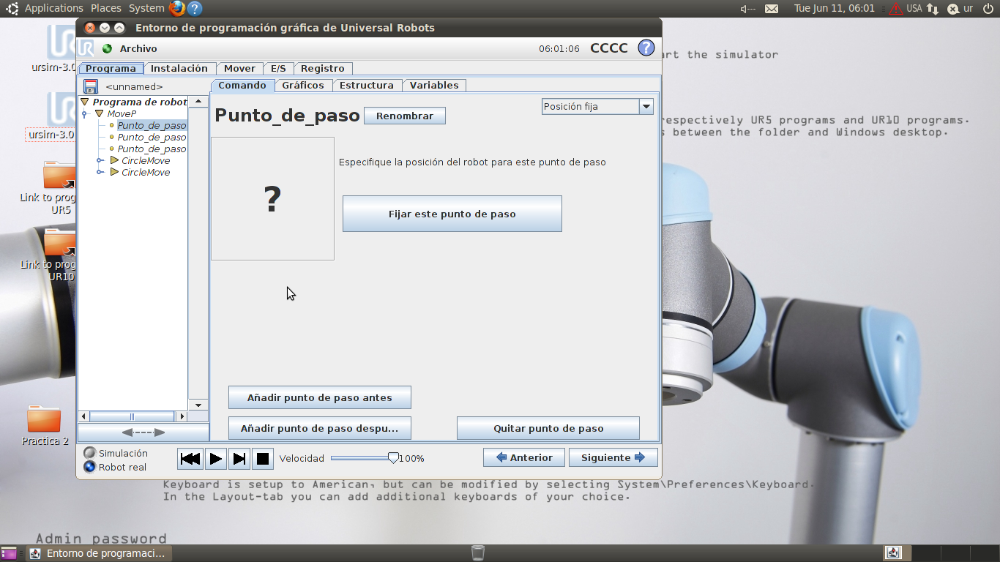 Applications Places System ?
Tue Jun 11, 06:01 USA ur
Entorno de programación gráfica de Universal Robots
UR Archivo 06:01:06 CCCC ?
Programa Instalación Mover E/S Registro
<unnamed>
Comando Gráficos Estructura Variables
Programa de robot
MoveP
Punto_de_paso
Punto_de_paso
Punto_de_paso
CircleMove
CircleMove
Punto_de_paso Renombrar Posición fija
Especifique la posición del robot para este punto de paso
?
Fijar este punto de paso
Añadir punto de paso antes
Añadir punto de paso despu...
Quitar punto de paso
Simulación
Robot real
Velocidad 100%
Anterior Siguiente
ursim-3.0
ursim-3.0
Link to prog
UR5
Link to prog
UR10
Practica 2
art the simulator
respectively UR5 programs and UR10 programs.
s between the folder and Windows desktop.
Keyboard is setup to American, but can be modified by selecting System\Preferences\Keyboard.
In the Layout-tab you can add additional keyboards of your choice.
Admin password
Entorno de programaci...